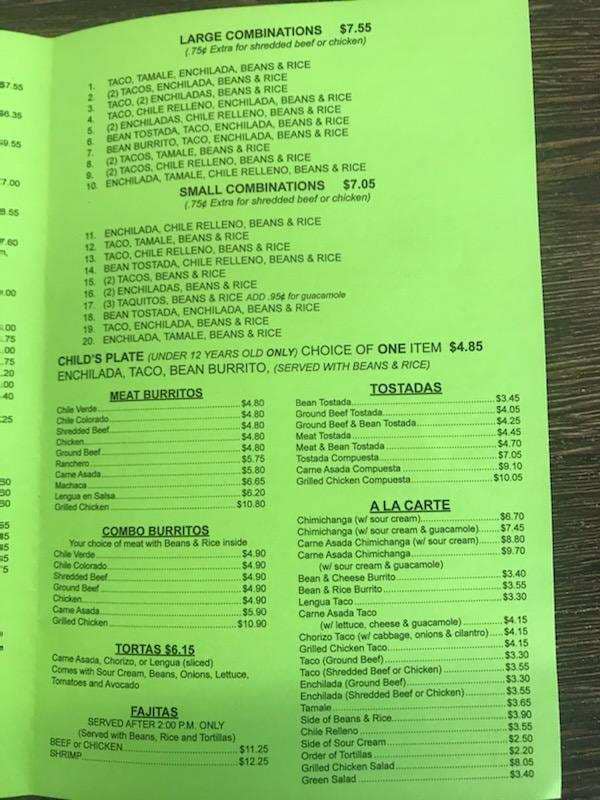 LARGE COMBINATIONS $7.55
(.75¢ Extra for shredded beef or chicken)
1. TACO, TAMALE, ENCHILADA, BEANS & RICE
2. (2) TACOS, ENCHILADA, BEANS & RICE
3. TACO, (2) ENCHILADAS, BEANS & RICE
4. TACO, CHILE RELLENO, ENCHILADA, BEANS & RICE
5. (2) ENCHILADAS, CHILE RELLENO, BEANS & RICE
6. BEAN TOSTADA, TACO, ENCHILADA, BEANS & RICE
7. BEAN BURRITO, TACO, ENCHILADA, BEANS & RICE
8. (2) TACOS, TAMALE, BEANS & RICE
9. (2) TACOS, CHILE RELLENO, BEANS & RICE
10. ENCHILADA, TAMALE, CHILE RELLENO, BEANS & RICE
SMALL COMBINATIONS $7.05
(.75¢ Extra for shredded beef or chicken)
11. ENCHILADA, CHILE RELLENO, BEANS & RICE
12. TACO, TAMALE, BEANS & RICE
13. TACO, CHILE RELLENO, BEANS & RICE
14. BEAN TOSTADA, CHILE RELLENO, BEANS & RICE
15. (2) TACOS, BEANS & RICE
16. (2) ENCHILADAS, BEANS & RICE
17. (3) TAQUITOS, BEANS & RICE ADD .95¢ for guacamole
18. BEAN TOSTADA, ENCHILADA, BEANS & RICE
19. TACO, ENCHILADA, BEANS & RICE
20. ENCHILADA, TAMALE, BEANS & RICE
CHILD'S PLATE (UNDER 12 YEARS OLD ONLY) CHOICE OF ONE ITEM $4.85
ENCHILADA, TACO, BEAN BURRITO, (SERVED WITH BEANS & RICE)
MEAT BURRITOS
Chile Verde $4.80
Chile Colorado $4.80
Shredded Beef $4.80
Chicken $4.80
Ground Beef $4.80
Ranchero $5.75
Carne Asada $5.80
Machaca $6.65
Lengua en Salsa $6.20
Grilled Chicken $10.80
COMBO BURRITOS
Your choice of meat with Beans & Rice inside
Chile Verde $4.90
Chile Colorado $4.90
Shredded Beef $4.90
Ground Beef $4.90
Chicken $4.90
Carne Asada $5.90
Grilled Chicken $10.90
TORTAS $6.15
Carne Asada, Chorizo, or Lengua (sliced)
Comes with Sour Cream, Beans, Onions, Lettuce,
Tomatoes and Avocado
FAJITAS
SERVED AFTER 2:00 P.M. ONLY
(Served with Beans, Rice and Tortillas)
BEEF or CHICKEN $11.25
SHRIMP $12.25
TOSTADAS
Bean Tostada $3.45
Ground Beef Tostada $4.05
Ground Beef & Bean Tostada $4.25
Meat Tostada $4.45
Meat & Bean Tostada $4.70
Tostada Compuesta $7.05
Carne Asada Compuesta $9.10
Grilled Chicken Compuesta $10.05
A LA CARTE
Chimichanga (w/ sour cream) $6.70
Chimichanga (w/ sour cream & guacamole) $7.45
Carne Asada Chimichanga (w/ sour cream) $8.80
Carne Asada Chimichanga $9.70
(w/ sour cream & guacamole)
Bean & Cheese Burrito $3.40
Bean & Rice Burrito $3.55
Lengua Taco $3.30
Carne Asada Taco
(w/ lettuce, cheese & guacamole) $4.15
Chorizo Taco (w/ cabbage, onions & cilantro) $4.15
Grilled Chicken Taco $4.15
Taco (Ground Beef) $3.30
Taco (Shredded Beef or Chicken) $3.55
Enchilada (Ground Beef) $3.30
Enchilada (Shredded Beef or Chicken) $3.55
Tamale $3.65
Side of Beans & Rice $3.90
Chile Relleno $3.55
Side of Sour Cream $2.50
Order of Tortillas $2.20
Grilled Chicken Salad $8.05
Green Salad $3.40